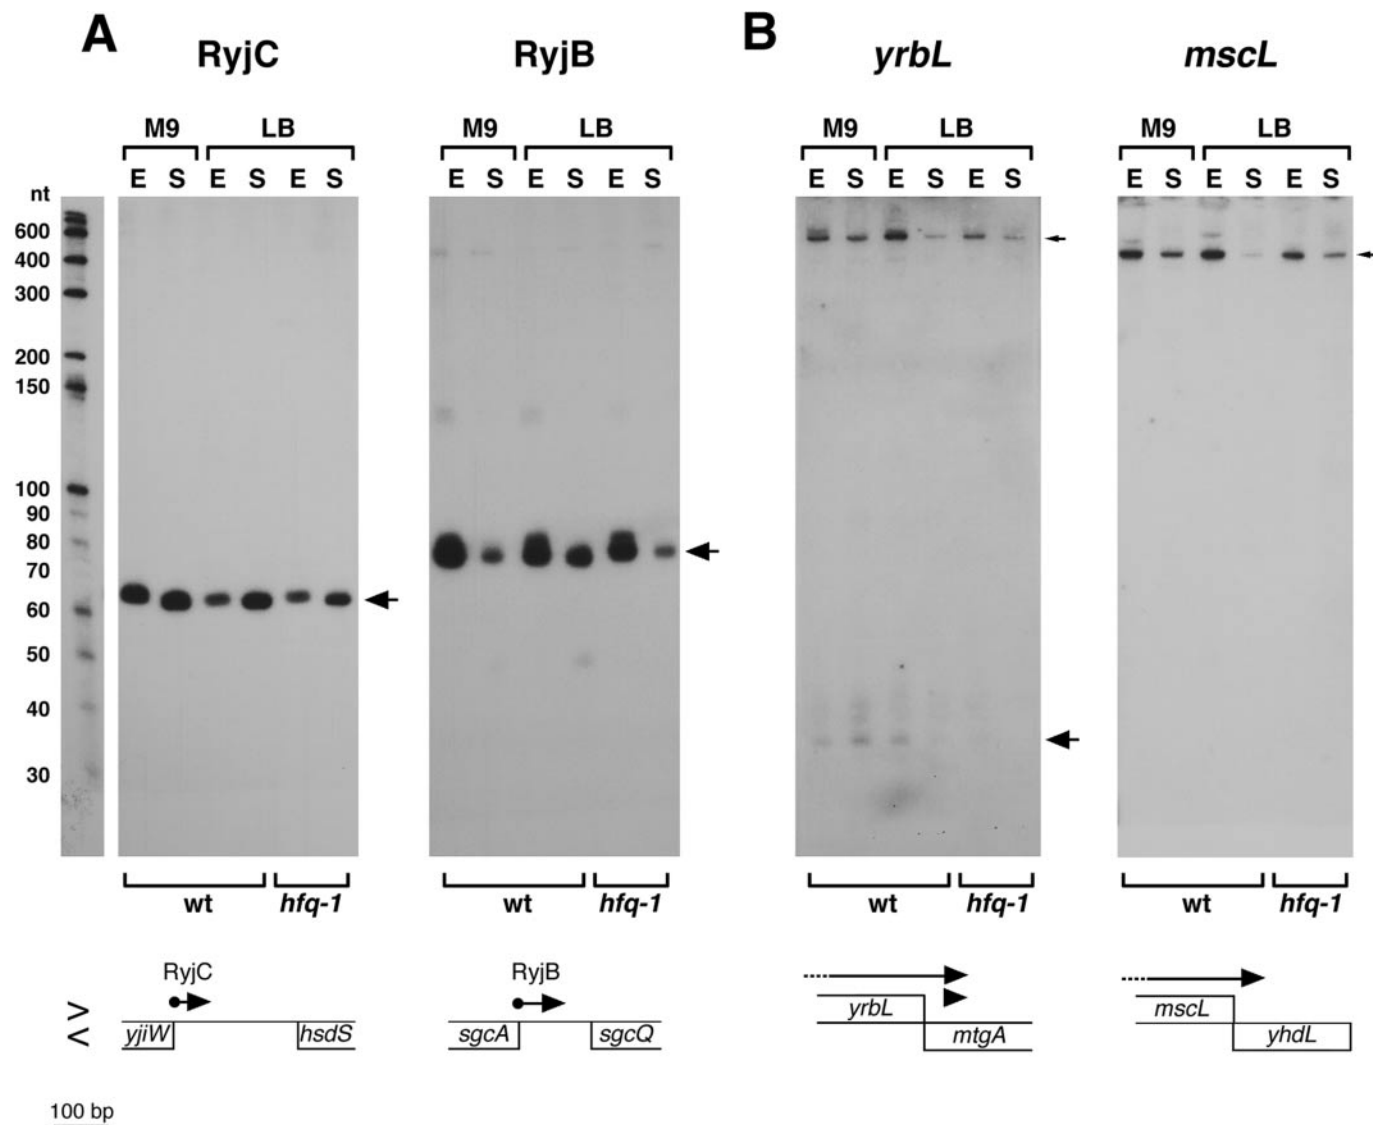 A B
RyjC RyjB yrbL mscL
M9 LB M9 LB M9 LB M9 LB
E S E S E S E S E S E S E S E S E S E S E S E S
nt
600
400
300
200
150
100
90
80
70
60
50
40
30
wt hfq-1 wt hfq-1 wt hfq-1 wt hfq-1
RyjC RyjB
> yrbL mscL
< yjiW hsdS sgcA sgcQ mtgA yhdL
100 bp